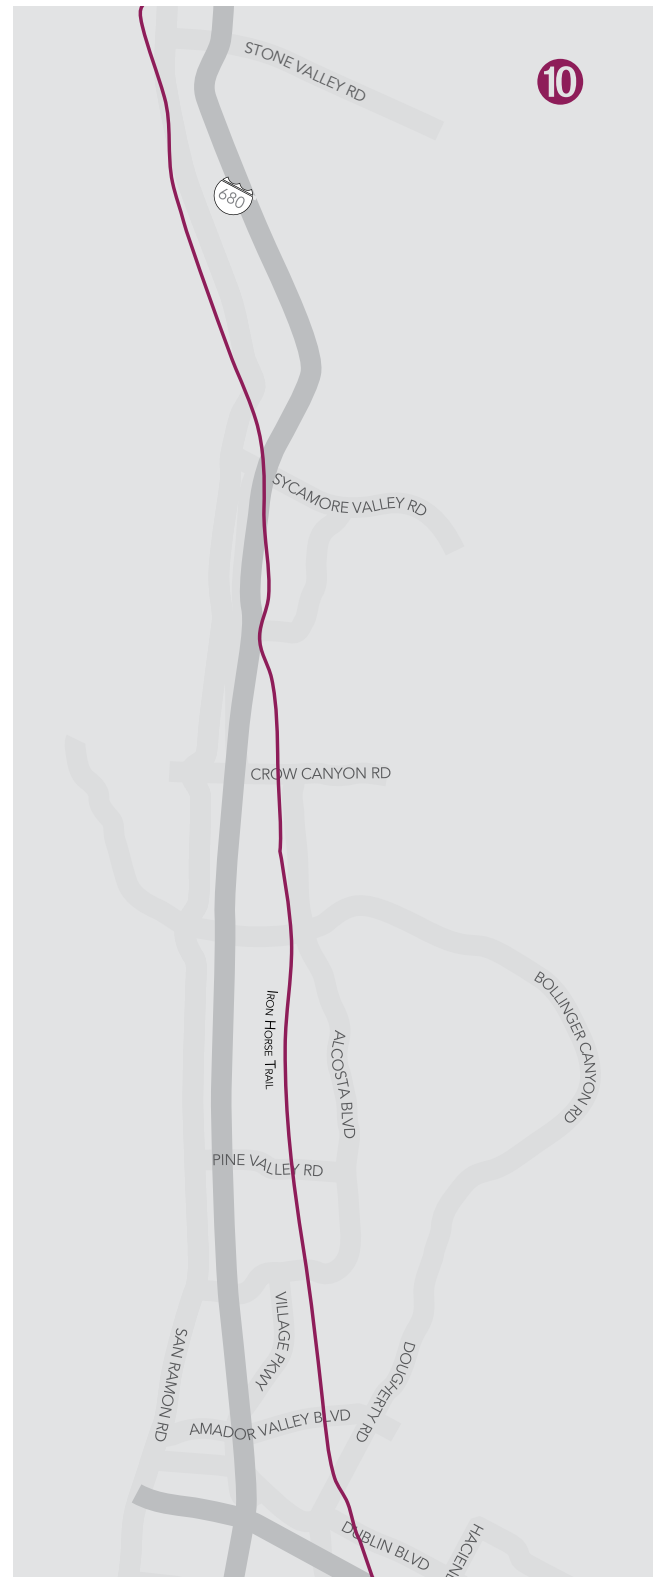 STONE VALLEY RD
10
680
SYCAMORE VALLEY RD
CROW CANYON RD
BOLLINGER CANYON RD
IRON HORSE TRAIL
ALCOSTA BLVD
PINE VALLEY RD
VILLAGE PKWY
SAN RAMON RD
DOUGHERTY RD
AMADOR VALLEY BLVD
DUBLIN BLVD
HACIEN